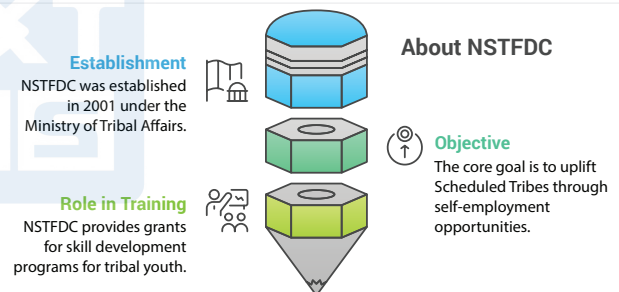 About NSTFDC
Establishment
NSTFDC was established
in 2001 under the
Ministry of Tribal Affairs.
Objective
The core goal is to uplift
Scheduled Tribes through
self-employment
opportunities.
Role in Training
NSTFDC provides grants
for skill development
programs for tribal youth.